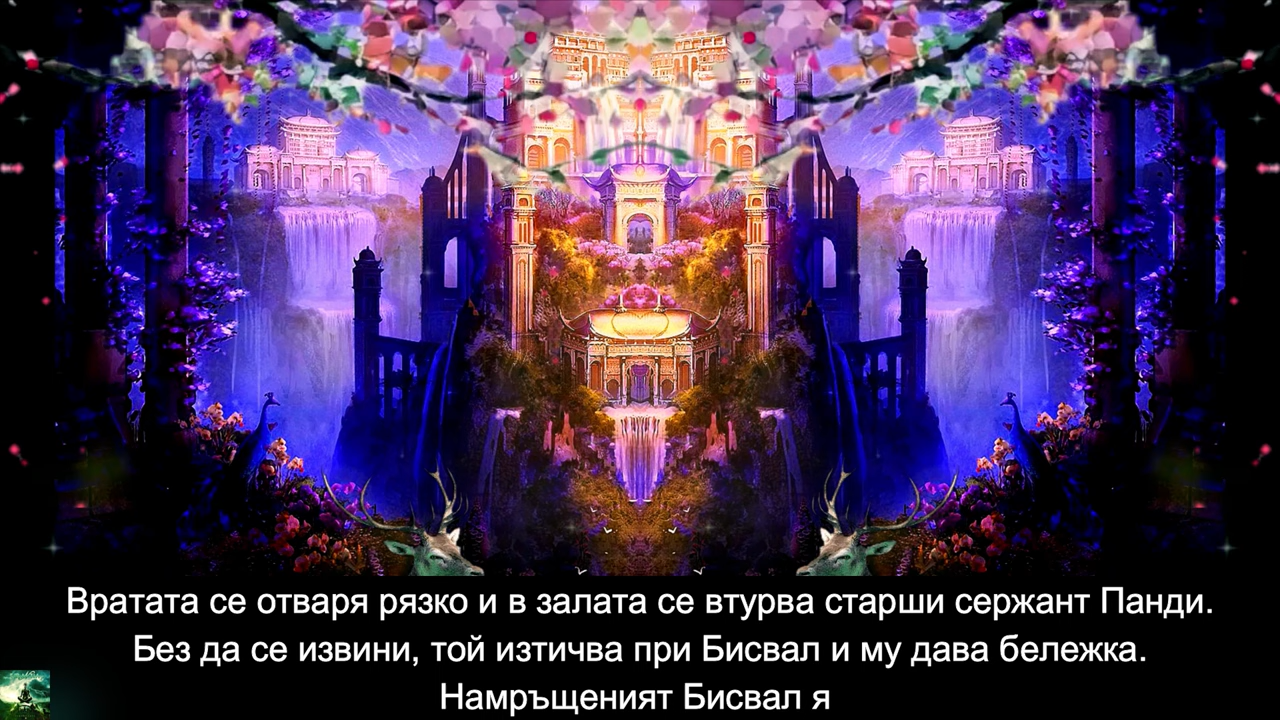 Вратата се отваря рязко и в залата се втурва старши сержант Панди.
Без да се извини, той изтичва при Бисвал и му дава бележка.
Намръщеният Бисвал я